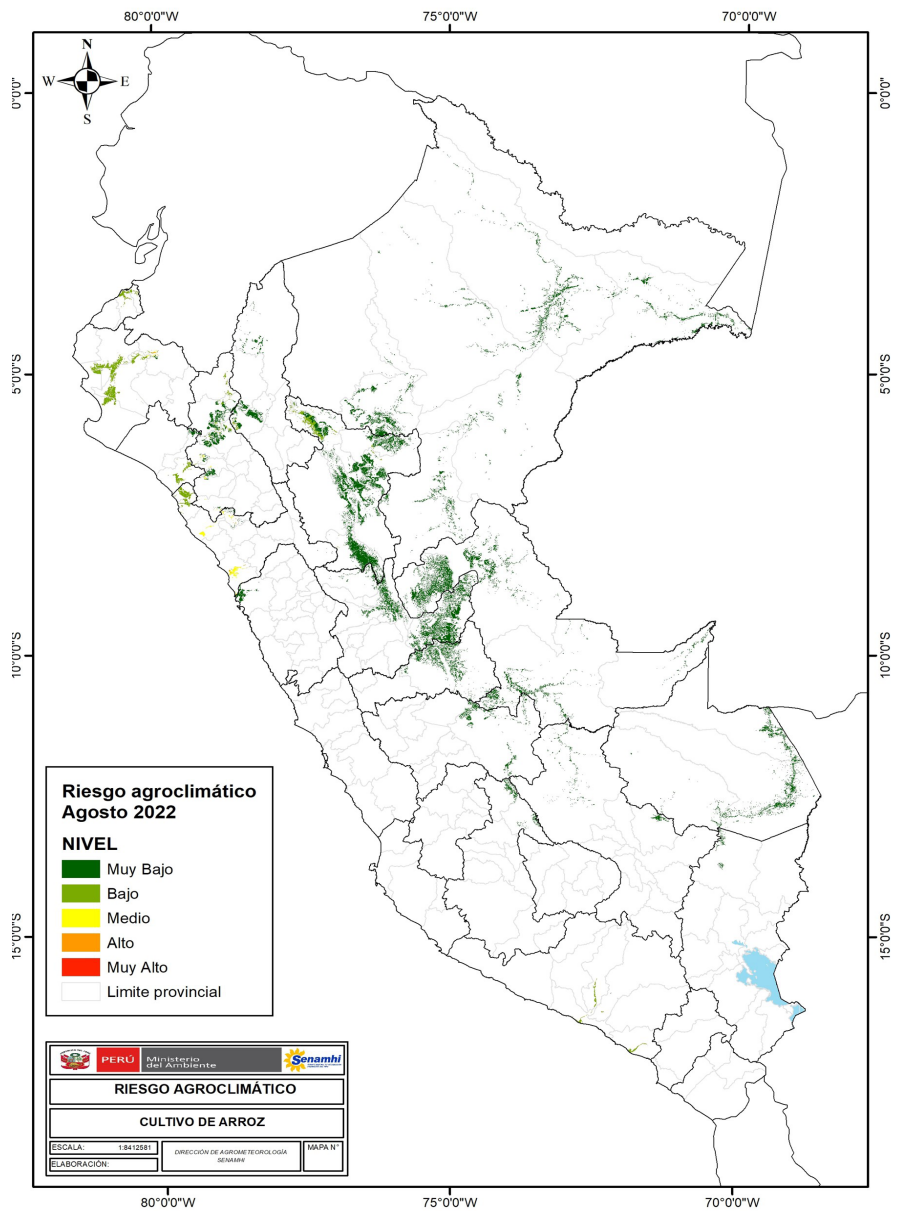 80°0'0"W 75°0'0"W 70°0'0"W
N
W E
S
0°0'0" 0°0'0"
5°0'0"S 5°0'0"S
10°0'0"S 10°0'0"S
15°0'0"S 15°0'0"S
Riesgo agroclimático
Agosto 2022
NIVEL
Muy Bajo
Bajo
Medio
Alto
Muy Alto
Limite provincial
PERÚ
Ministerio
del Ambiente
Senamhi
RIESGO AGROCLIMÁTICO
CULTIVO DE ARROZ
ESCALA: 1:8412581
ELABORACIÓN:
DIRECCIÓN DE AGROMETEOROLOGÍA
SENAMHI
MAPA N°
80°0'0"W 75°0'0"W 70°0'0"W